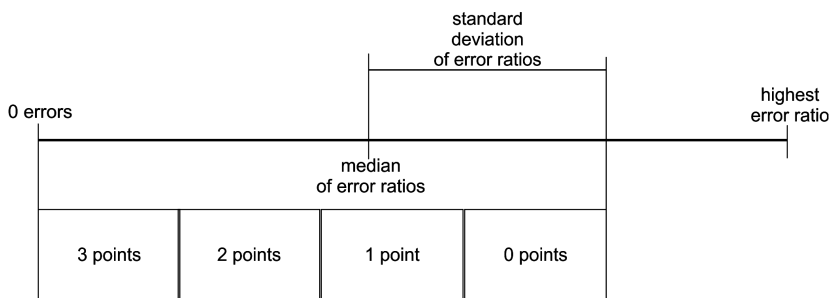 standard
deviation
of error ratios
0 errors
highest
error ratio
median
of error ratios
3 points
2 points
1 point
0 points